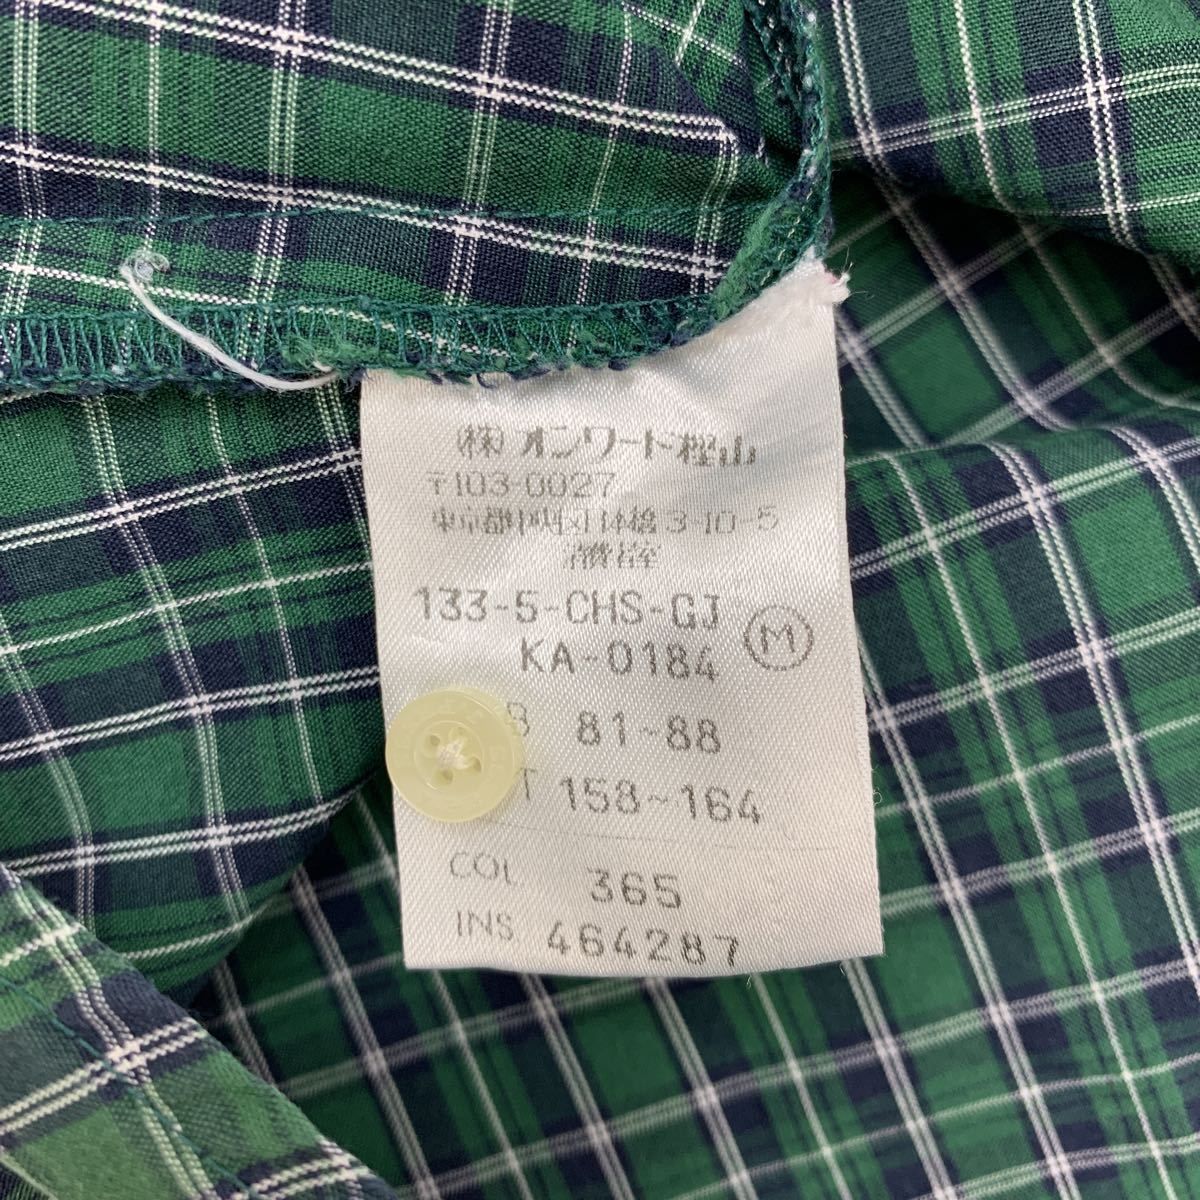 (株)オンワード樫山
〒103-0027
東京都中央区日本橋3-10-5
133-5-CHS-GJ
KA-0184
M
B 81~88
T 158~164
COL. 365
INS. 464287